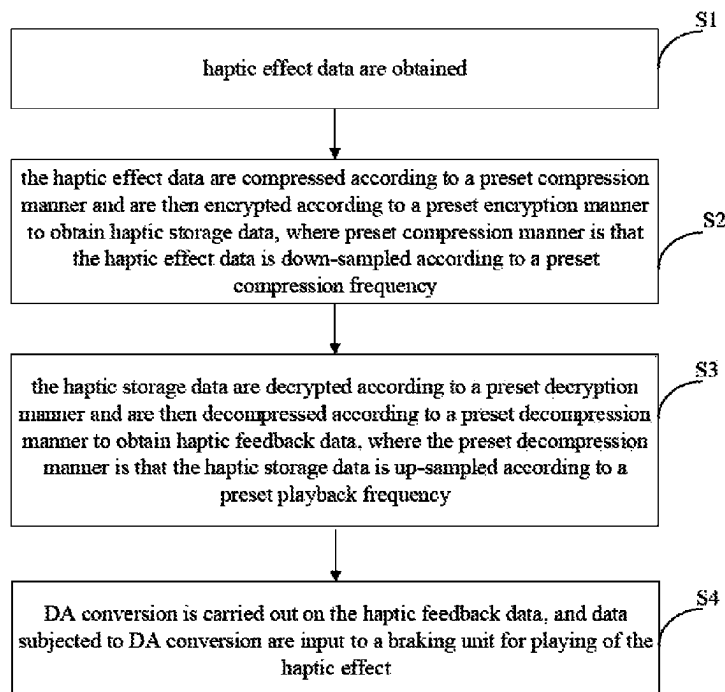 S1
haptic effect data are obtained
the haptic effect data are compressed according to a preset compression
manner and are then encrypted according to a preset encryption manner
to obtain haptic storage data, where preset compression manner is that
the haptic effect data is down-sampled according to a preset
compression frequency
S2
the haptic storage data are decrypted according to a preset decryption
manner and are then decompressed according to a preset decompression
manner to obtain haptic feedback data, where the preset decompression
manner is that the haptic storage data is up-sampled according to a
preset playback frequency
S3
DA conversion is carried out on the haptic feedback data, and data
subjected to DA conversion are input to a braking unit for playing of the
haptic effect
S4